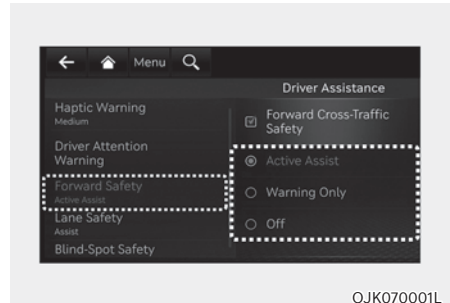 Menu
Driver Assistance
Haptic Warning
Medium
Driver Attention
Warning
Forward Safety
Active Assist
Lane Safety
Assist
Blind-Spot Safety
Forward Cross-Traffic
Safety
Active Assist
Warning Only
Off
OJK070001L